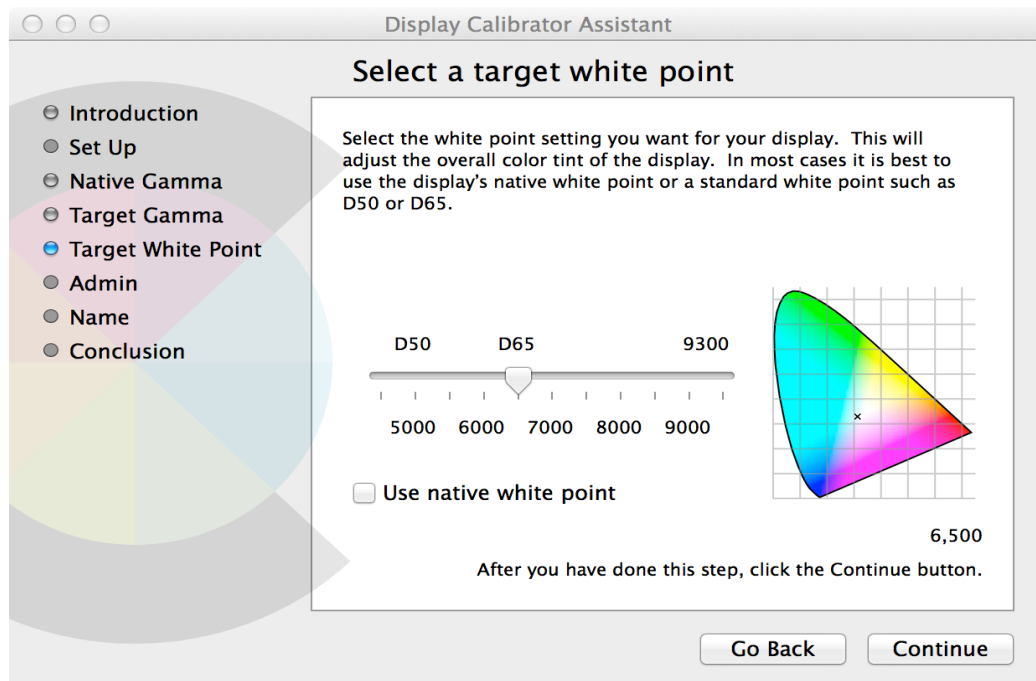 Display Calibrator Assistant
Select a target white point
Introduction
Set Up
Native Gamma
Target Gamma
Target White Point
Admin
Name
Conclusion
Select the white point setting you want for your display.  This will
adjust the overall color tint of the display.  In most cases it is best to
use the display's native white point or a standard white point such as
D50 or D65.
D50 D65 9300
5000 6000 7000 8000 9000
Use native white point
6,500
After you have done this step, click the Continue button.
Go Back Continue